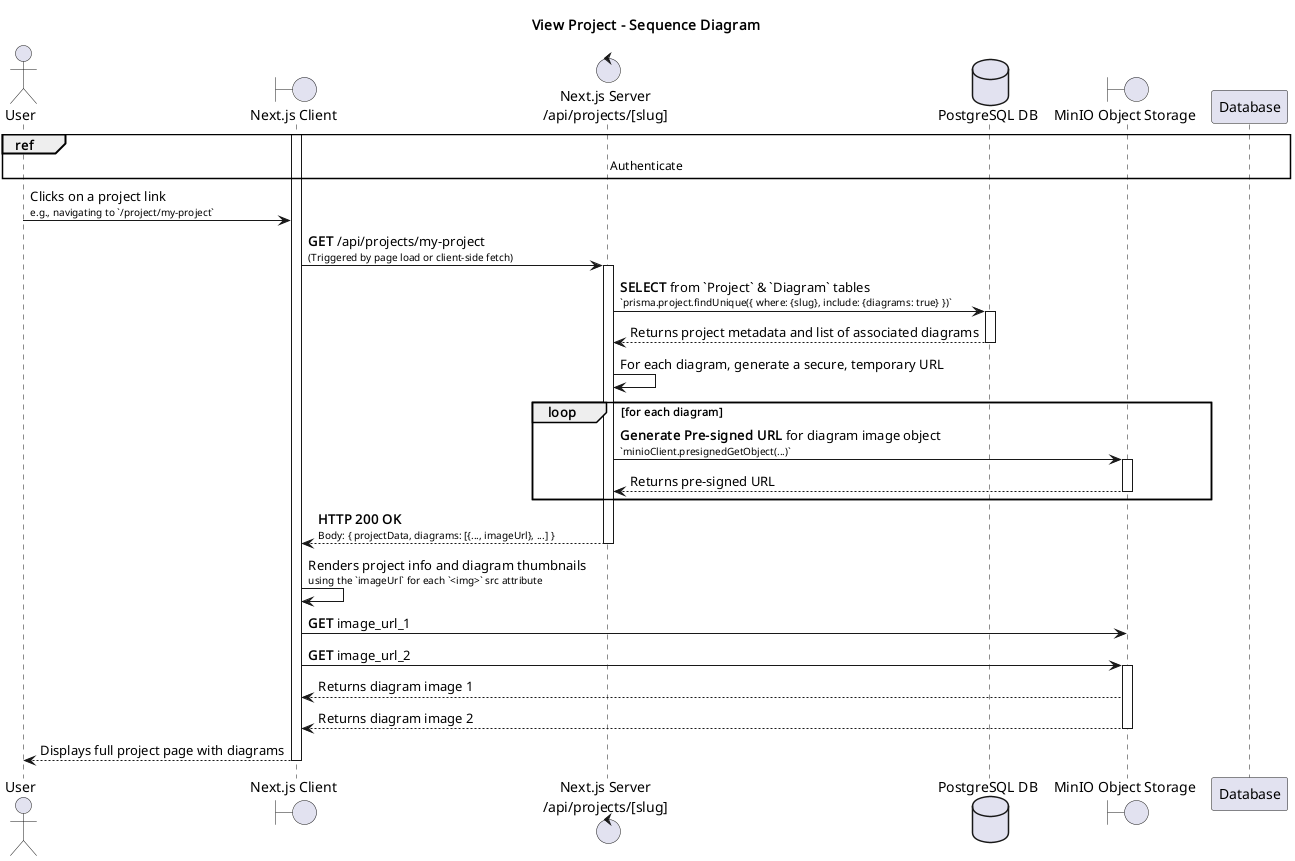 View Project - Sequence Diagram
User
Next.js Client
Next.js Server
/api/projects/[slug]
PostgreSQL DB
MinIO Object Storage
Database
ref
Authenticate
Clicks on a project link
e.g., navigating to `/project/my-project`
GET /api/projects/my-project
(Triggered by page load or client-side fetch)
SELECT from `Project` & `Diagram` tables
`prisma.project.findUnique({ where: {slug}, include: {diagrams: true} })`
Returns project metadata and list of associated diagrams
For each diagram, generate a secure, temporary URL
loop
[for each diagram]
Generate Pre-signed URL for diagram image object
`minioClient.presignedGetObject(...)`
Returns pre-signed URL
HTTP 200 OK
Body: { projectData, diagrams: [{..., imageUrl}, ...] }
Renders project info and diagram thumbnails
using the `imageUrl` for each `<img>` src attribute
GET image_url_1
GET image_url_2
Returns diagram image 1
Returns diagram image 2
Displays full project page with diagrams
User
Next.js Client
Next.js Server
/api/projects/[slug]
PostgreSQL DB
MinIO Object Storage
Database